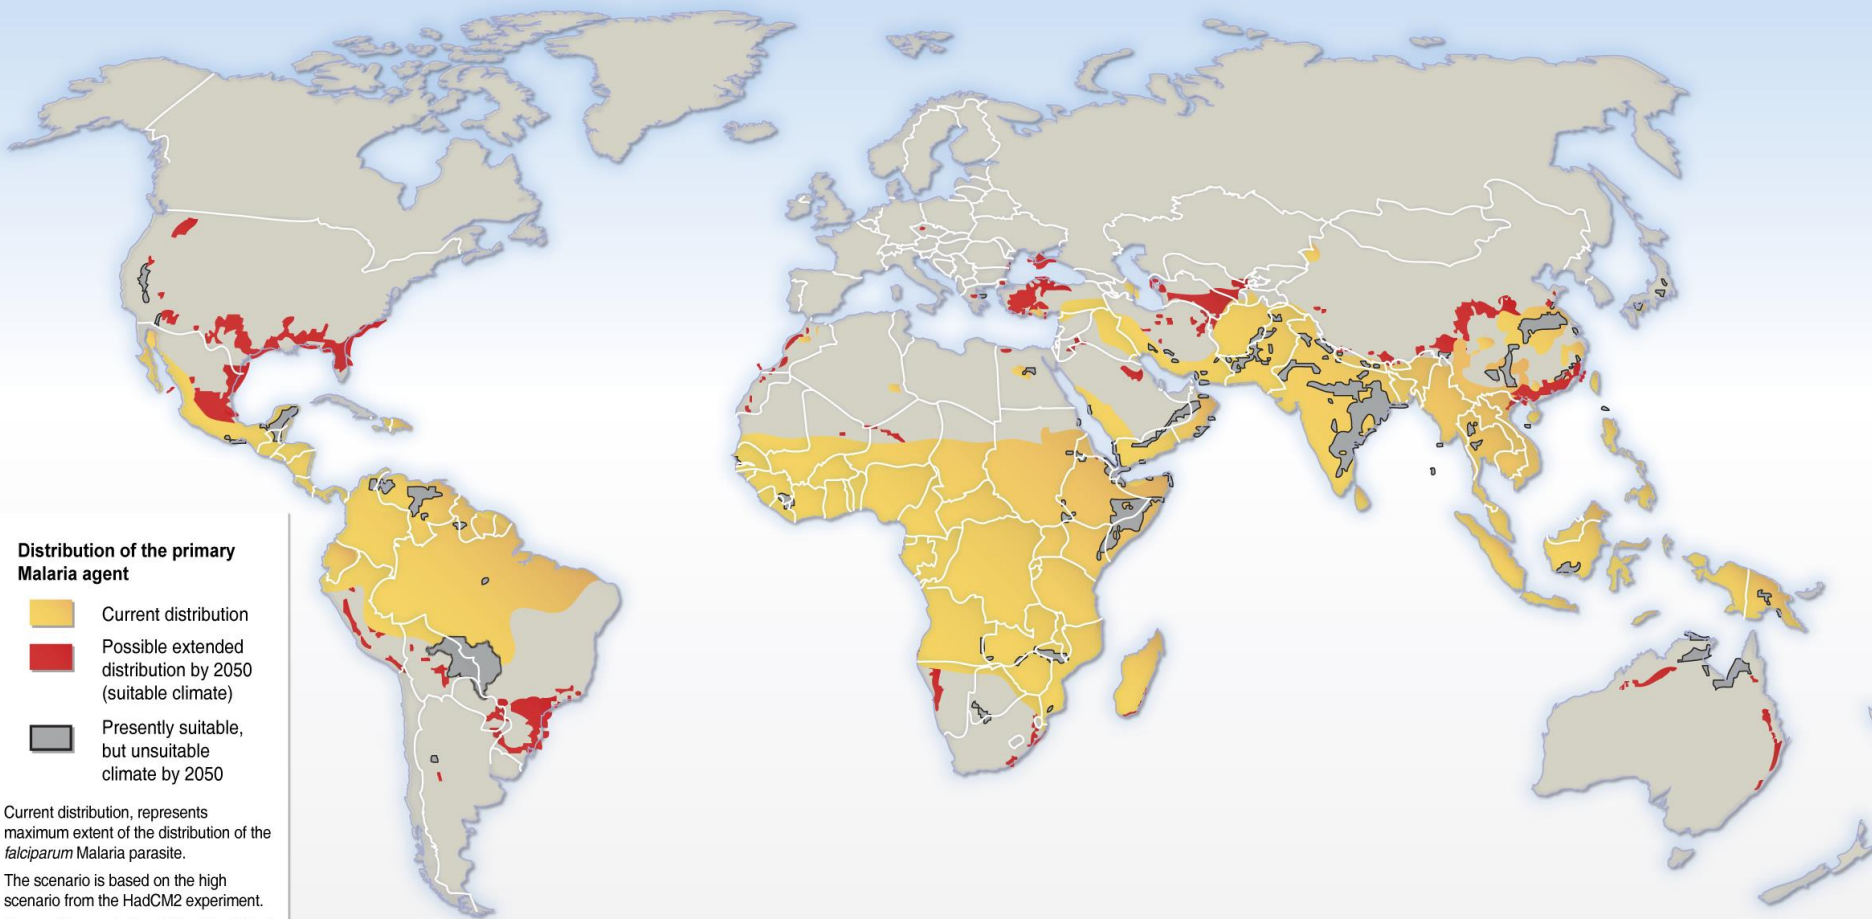 Distribution of the primary
Malaria agent
Current distribution
Possible extended
distribution by 2050
(suitable climate)
Presently suitable,
but unsuitable
climate by 2050
Current distribution, represents
maximum extent of the distribution of the
falciparum Malaria parasite.
The scenario is based on the high
scenario from the HadCM2 experiment.